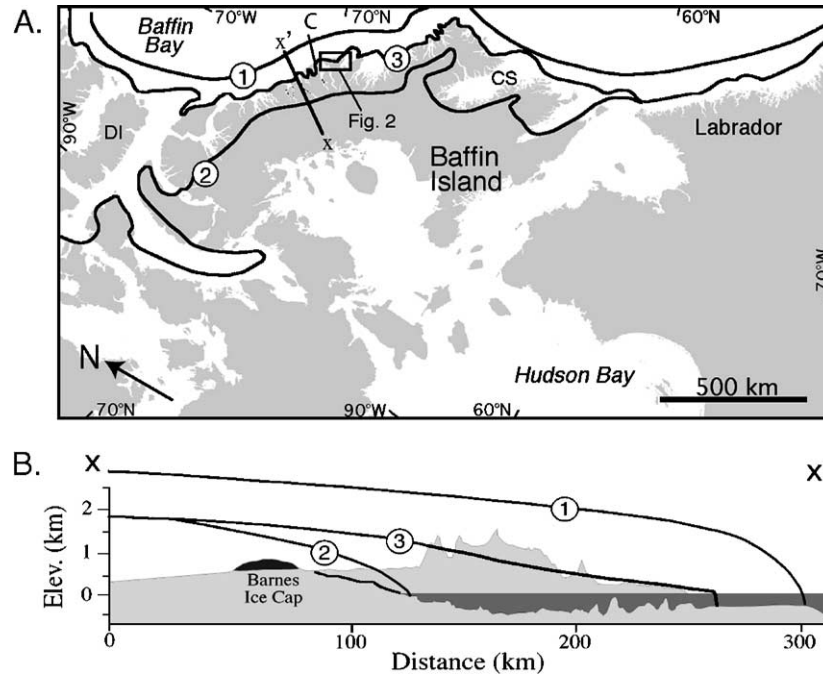 A.
70°W
70°N
60°N
Baffin
Bay
C
x'
1
3
CS
Fig. 2
90°W
DI
Labrador
x
Baffin
Island
2
70°W
N
Hudson Bay
500 km
70°N
90°W
60°N
B.
X
X
1
2
3
2
1
0
Elev. (km)
Barnes
Ice Cap
0
100
200
300
Distance (km)